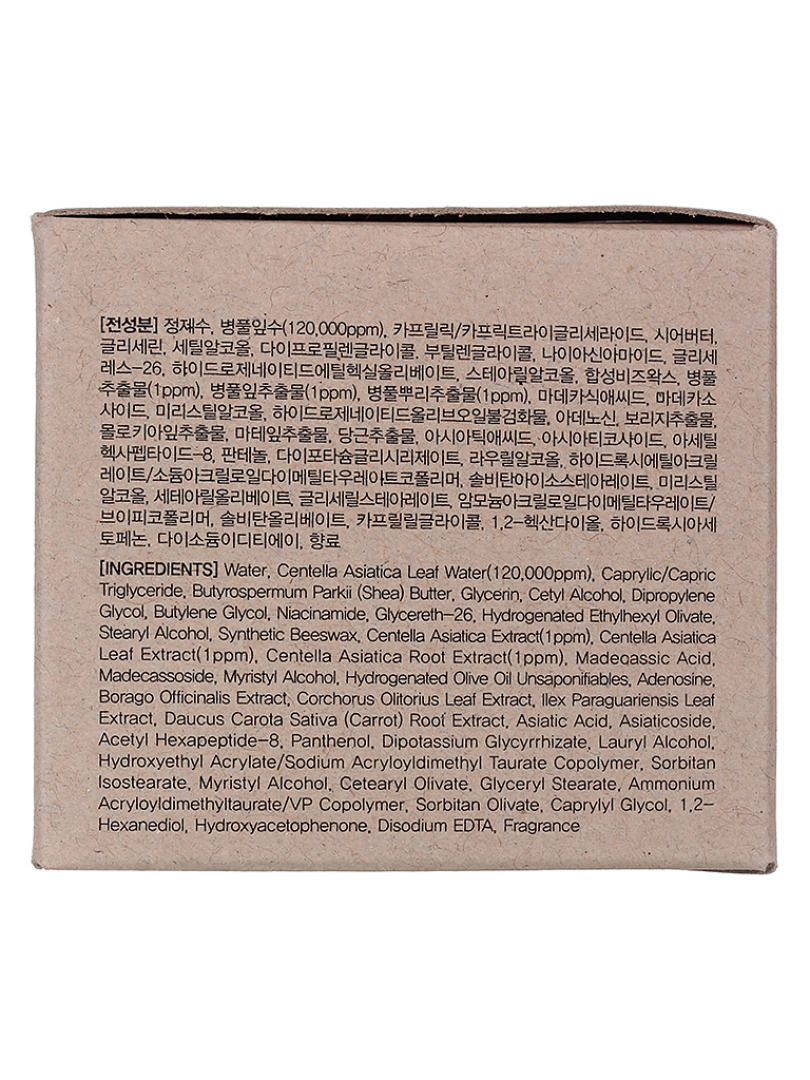 [전성분] 정재수, 병풀잎수(120,000ppm), 카프릴릭/카프릭트라이글리세라이드, 시어버터,
글리세린, 세틸알코올, 다이프로필렌글라이콜, 부틸렌글라이콜, 나이아신아마이드, 글리세
레스-26, 하이드로제네이티드에틸헥실올리베이트, 스테아릴알코올, 합성비즈왁스, 병풀
추출물(1ppm), 병풀잎추출물(1ppm), 병풀뿌리추출물(1ppm), 마데카식애씨드, 마데카소
사이드, 미리스틸알코올, 하이드로제네이티드올리브오일불검화물, 아데노신, 보리지추출물,
몰로키아잎추출물, 마테잎추출물, 당근추출물, 아시아틱애씨드, 아시아티코사이드, 아세틸
헥사펩타이드-8, 판테놀, 다이포타슘글리시리제이트, 라우릴알코올, 하이드록시에틸아크릴
레이트/소듐아크릴로일다이메틸타우레아트코폴리머, 솔비탄아이소스테아레이트, 미리스틸
알코올, 세테아릴올리베이트, 글리세릴스테아레이트, 암모늄아크릴로일다이메틸타우레이트/
브이피코폴리머, 솔비탄올리베이트, 카프릴릴글라이콜, 1,2-헥산다이올, 하이드록시아세
토페논, 다이소듐이디티에이, 향료
[INGREDIENTS] Water, Centella Asiatica Leaf Water(120,000ppm), Caprylic/Capric
Triglyceride, Butyrospermum Parkii (Shea) Butter, Glycerin, Cetyl Alcohol, Dipropylene
Glycol, Butylene Glycol, Niacinamide, Glycereth-26, Hydrogenated Ethylhexyl Olivate,
Stearyl Alcohol, Synthetic Beeswax, Centella Asiatica Extract(1ppm), Centella Asiatica
Leaf Extract(1ppm), Centella Asiatica Root Extract(1ppm), Madecassic Acid,
Madecassoside, Myristyl Alcohol, Hydrogenated Olive Oil Unsaponifiables, Adenosine,
Borago Officinalis Extract, Corchorus Olitorius Leaf Extract, Ilex Paraguariensis Leaf
Extract, Daucus Carota Sativa (Carrot) Root Extract, Asiatic Acid, Asiaticoside,
Acetyl Hexapeptide-8, Panthenol, Dipotassium Glycyrrhizate, Lauryl Alcohol,
Hydroxyethyl Acrylate/Sodium Acryloyldimethyl Taurate Copolymer, Sorbitan
Isostearate, Myristyl Alcohol, Cetearyl Olivate, Glyceryl Stearate, Ammonium
Acryloyldimethyltaurate/VP Copolymer, Sorbitan Olivate, Caprylyl Glycol, 1,2-
Hexanediol, Hydroxyacetophenone, Disodium EDTA, Fragrance